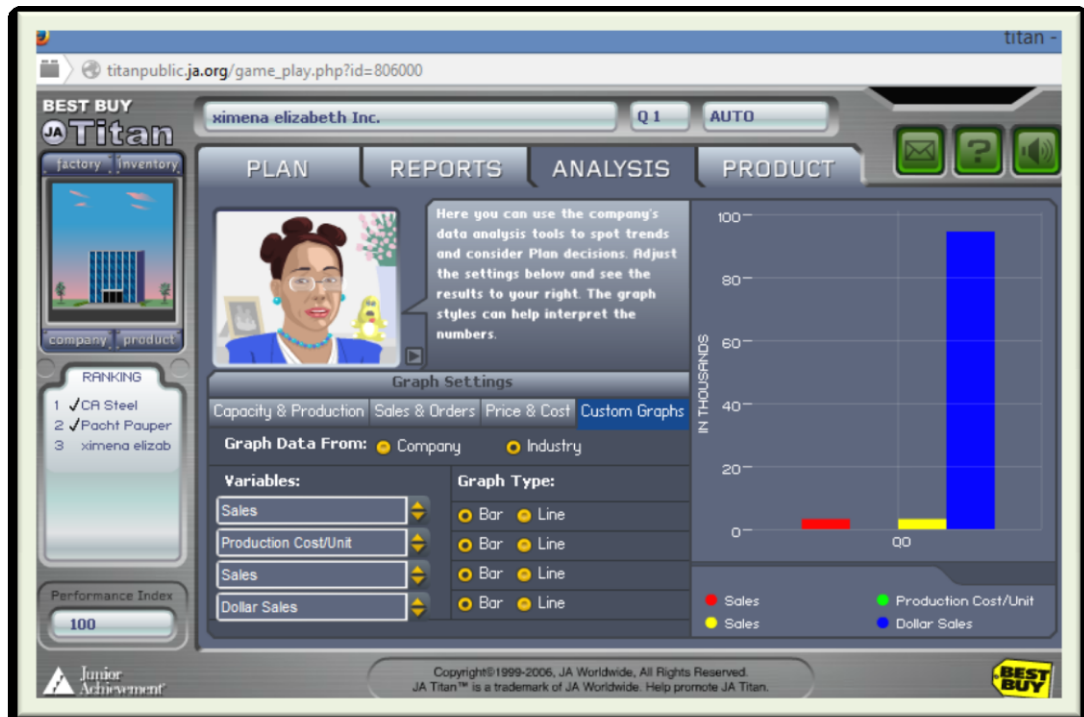 titan -
titanpublic.ja.org/game_play.php?id=806000
BEST BUY
JA Titan
factory inventory
company product
ximena elizabeth Inc.
Q 1
AUTO
PLAN
REPORTS
ANALYSIS
PRODUCT
?
Here you can use the company's
data analysis tools to spot trends
and consider Plan decisions. Adjust
the settings below and see the
results to your right. The graph
styles can help interpret the
numbers.
RANKING
1 ✓CA Steel
2 ✓Pacht Pauper
3 ximena elizab
Performance Index
100
Graph Settings
Capacity & Production
Sales & Orders
Price & Cost
Custom Graphs
Graph Data From: Company Industry
Variables:
Graph Type:
Sales
Bar Line
Production Cost/Unit
Bar Line
Sales
Bar Line
Dollar Sales
Bar Line
100
80
60
40
20
0
IN THOUSANDS
Q0
Sales
Production Cost/Unit
Sales
Dollar Sales
Junior
Achievement®
Copyright©1999-2006, JA Worldwide, All Rights Reserved.
JA Titan™ is a trademark of JA Worldwide. Help promote JA Titan.
BEST
BUY